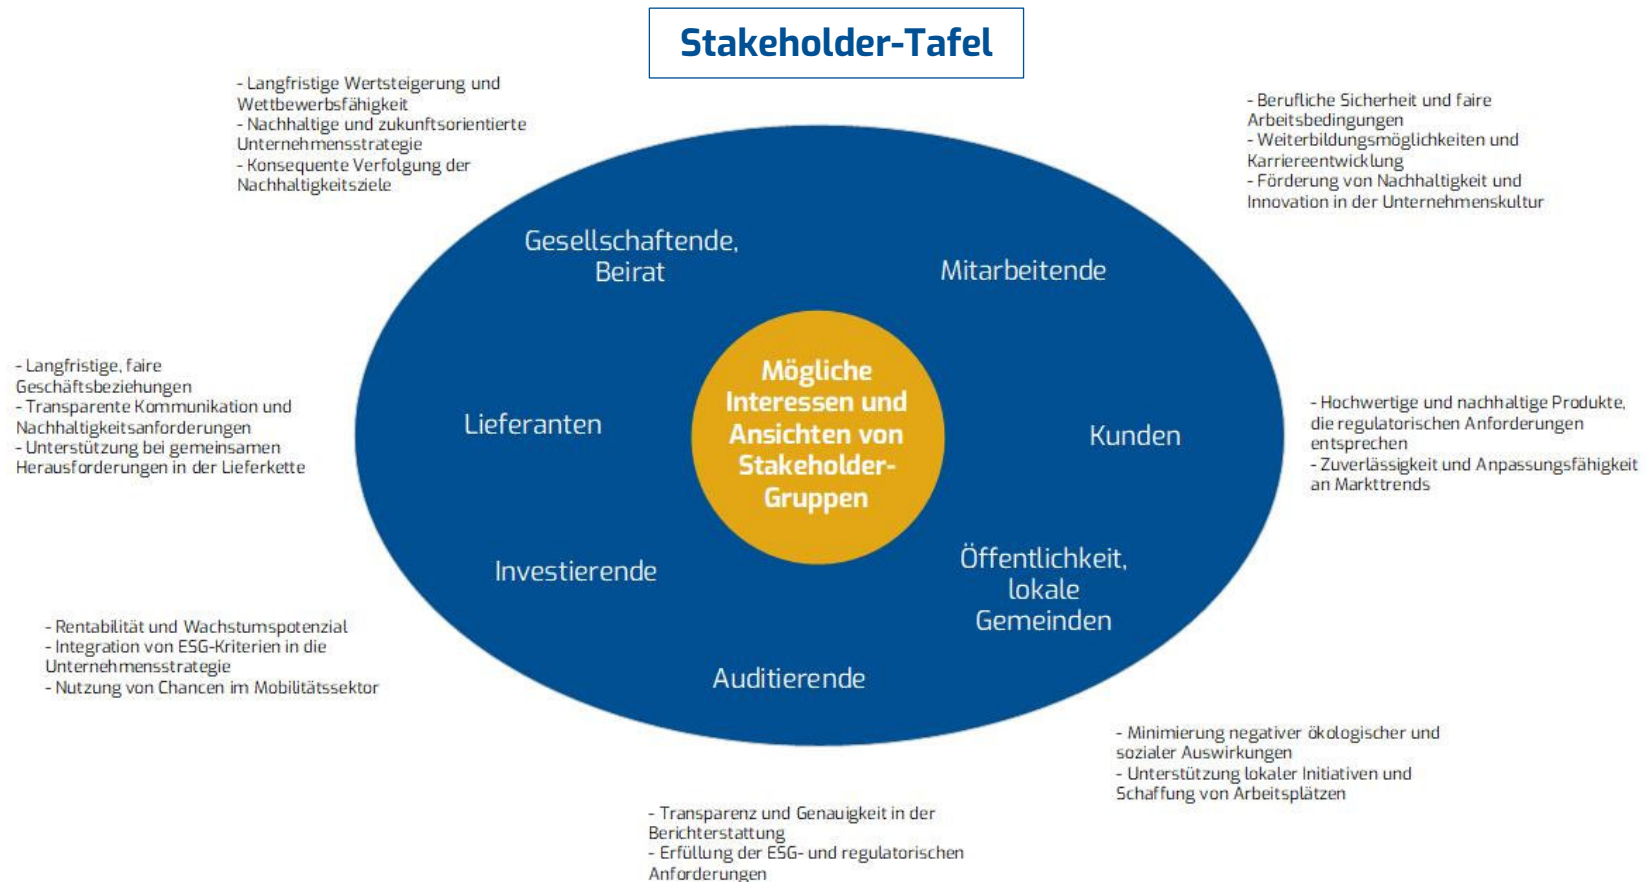 Stakeholder-Tafel
- Langfristige Wertsteigerung und
Wettbewerbsfähigkeit
- Nachhaltige und zukunftsorientierte
Unternehmensstrategie
- Konsequente Verfolgung der
Nachhaltigkeitsziele
- Berufliche Sicherheit und faire
Arbeitsbedingungen
- Weiterbildungsmöglichkeiten und
Karriereentwicklung
- Förderung von Nachhaltigkeit und
Innovation in der Unternehmenskultur
Gesellschaftende,
Beirat
Mitarbeitende
- Langfristige, faire
Geschäftsbeziehungen
- Transparente Kommunikation und
Nachhaltigkeitsanforderungen
- Unterstützung bei gemeinsamen
Herausforderungen in der Lieferkette
Lieferanten
Mögliche
Interessen und
Ansichten von
Stakeholder-
Gruppen
Kunden
- Hochwertige und nachhaltige Produkte,
die regulatorischen Anforderungen
entsprechen
- Zuverlässigkeit und Anpassungsfähigkeit
an Markttrends
Investierende
Öffentlichkeit,
lokale
Gemeinden
- Rentabilität und Wachstumspotenzial
- Integration von ESG-Kriterien in die
Unternehmensstrategie
- Nutzung von Chancen im Mobilitätssektor
Auditierende
- Minimierung negativer ökologischer und
sozialer Auswirkungen
- Unterstützung lokaler Initiativen und
Schaffung von Arbeitsplätzen
- Transparenz und Genauigkeit in der
Berichterstattung
- Erfüllung der ESG- und regulatorischen
Anforderungen